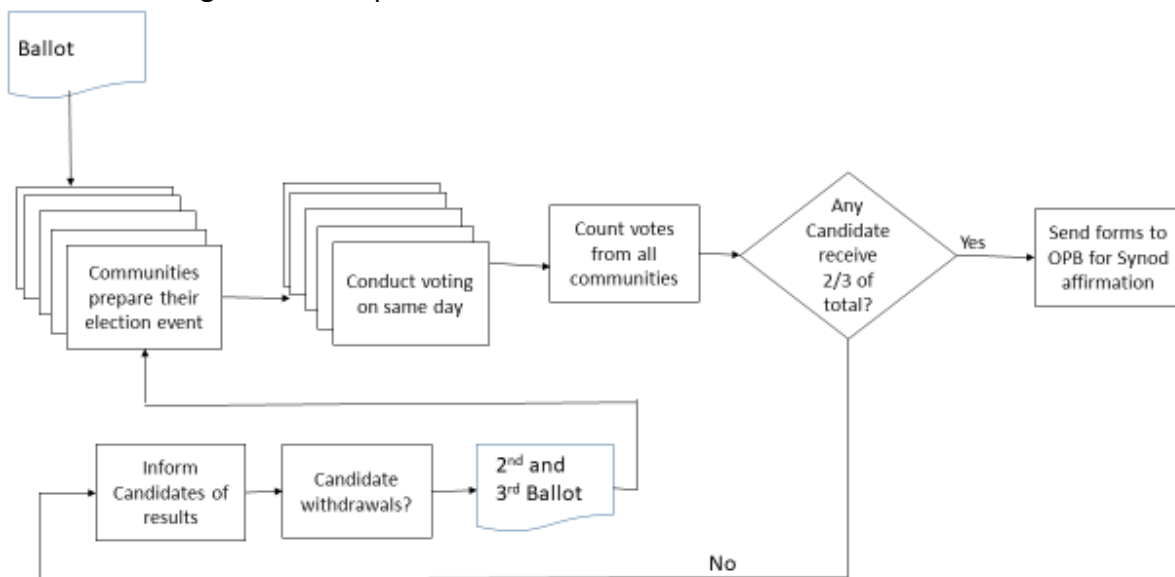 Ballot
Communities
prepare their
election event
Conduct voting
on same day
Count votes
from all
communities
Any
Candidate
receive
2/3 of
total?
Yes
Send forms to
OPB for Synod
affirmation
Inform
Candidates of
results
Candidate
withdrawals?
2nd and
3rd Ballot
No